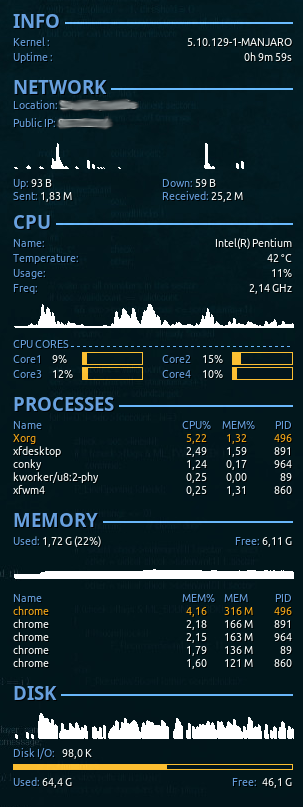 INFO
Kernel : 5.10.129-1-MANJARO
Uptime : 0h 9m 59s
NETWORK
Location:
Public IP:
Up: 93 B Down: 59 B
Sent: 1,83 M Received: 25,2 M
CPU
Name: Intel(R) Pentium
Temperature: 42 °C
Usage: 11%
Freq: 2,14 GHz
CPU CORES
Core1 9% Core2 15%
Core3 12% Core4 10%
PROCESSES
Name CPU% MEM% PID
Xorg 5,22 1,32 496
xfdesktop 2,49 1,59 891
conky 1,24 0,17 964
kworker/u8:2-phy 0,25 0,00 89
xfwm4 0,25 1,31 860
MEMORY
Used: 1,72 G (22%) Free: 6,11 G
Name MEM% MEM PID
chrome 4,16 316 M 496
chrome 2,18 166 M 891
chrome 2,15 163 M 964
chrome 1,79 136 M 89
chrome 1,60 121 M 860
DISK
Disk I/O: 98,0 K
Used: 64,4 G Free: 46,1 G